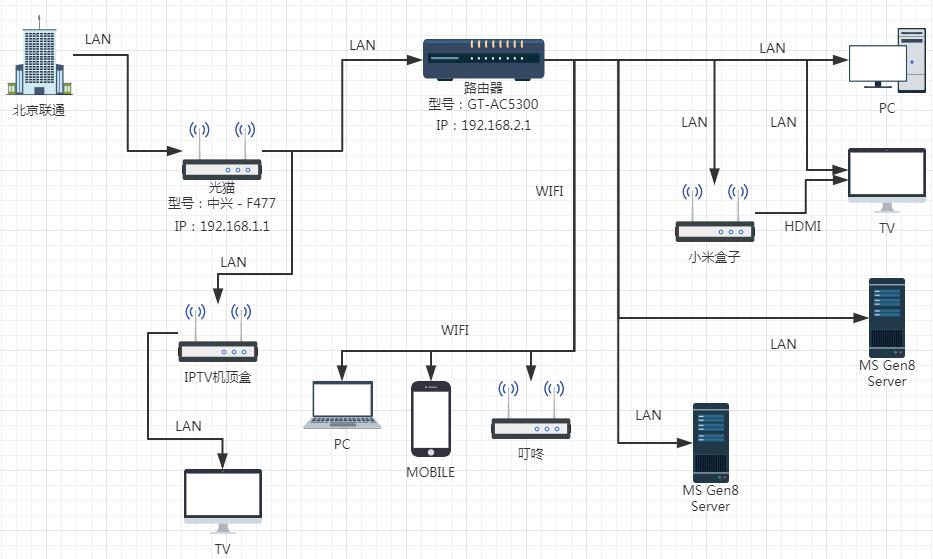 LAN
北京联通
LAN
光猫
型号：中兴 - F477
IP：192.168.1.1
LAN
路由器
型号：GT-AC5300
IP：192.168.2.1
LAN
PC
LAN
LAN
小米盒子
HDMI
TV
WIFI
LAN
MS Gen8
Server
LAN
MS Gen8
Server
WIFI
PC
MOBILE
叮咚
IPTV机顶盒
LAN
TV